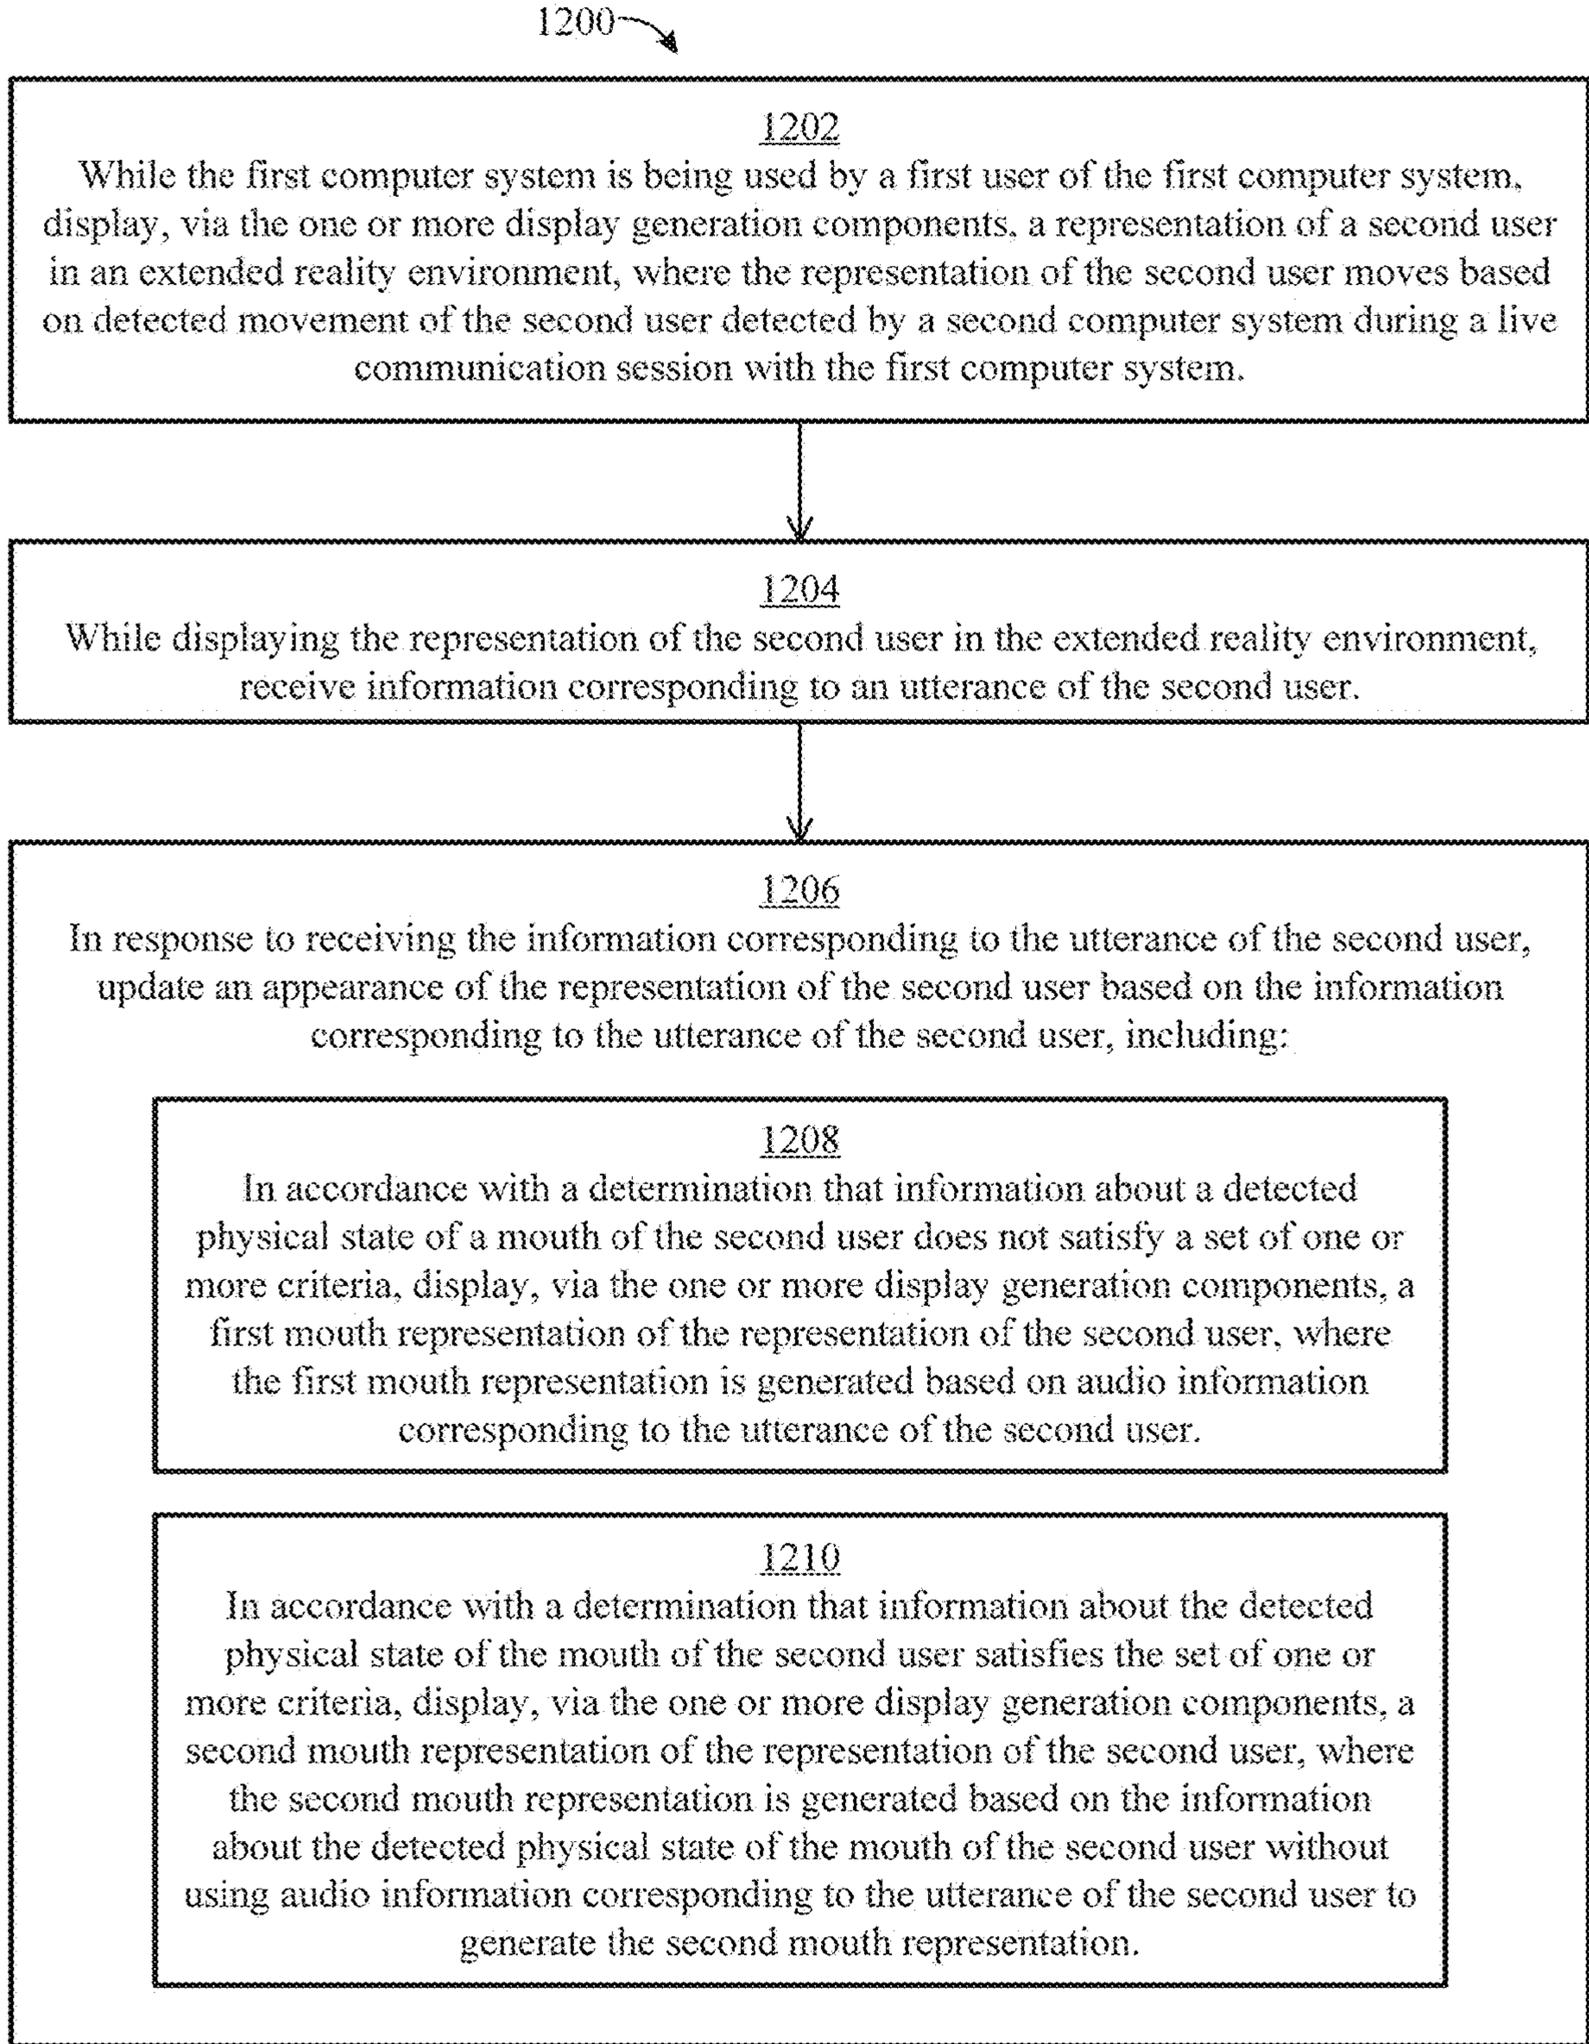 1200
1202
While the first computer system is being used by a first user of the first computer system,
display, via the one or more display generation components, a representation of a second user
in an extended reality environment, where the representation of the second user moves based
on detected movement of the second user detected by a second computer system during a live
communication session with the first computer system.
1204
While displaying the representation of the second user in the extended reality environment,
receive information corresponding to an utterance of the second user.
1206
In response to receiving the information corresponding to the utterance of the second user,
update an appearance of the representation of the second user based on the information
corresponding to the utterance of the second user, including:
1208
In accordance with a determination that information about a detected
physical state of a mouth of the second user does not satisfy a set of one or
more criteria, display, via the one or more display generation components, a
first mouth representation of the representation of the second user, where
the first mouth representation is generated based on audio information
corresponding to the utterance of the second user.
1210
In accordance with a determination that information about the detected
physical state of the mouth of the second user satisfies the set of one or
more criteria, display, via the one or more display generation components, a
second mouth representation of the representation of the second user, where
the second mouth representation is generated based on the information
about the detected physical state of the mouth of the second user without
using audio information corresponding to the utterance of the second user to
generate the second mouth representation.